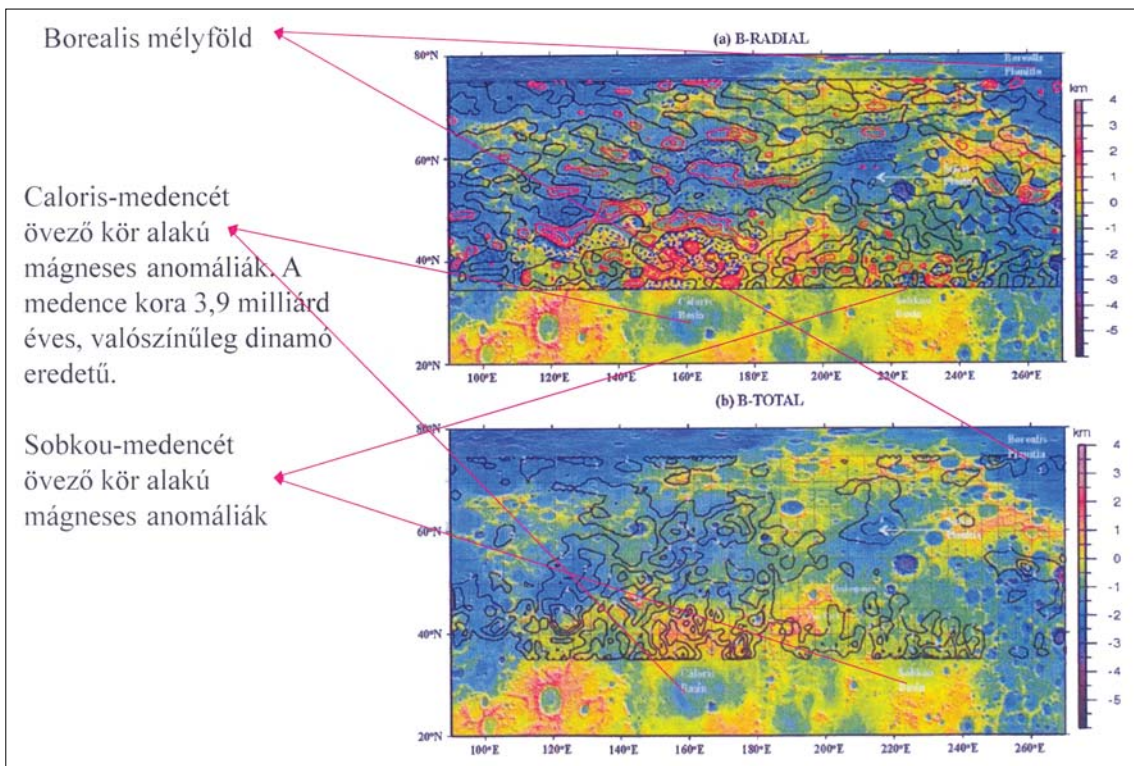 Borealis mélyföld
Caloris-medencét
övező kör alakú
mágneses anomáliák. A
medence kora 3,9 milliárd
éves, valószínűleg dinamó
eredetű.
Sobkou-medencét
övező kör alakú
mágneses anomáliák
(a) B-RADIAL
80°N
60°N
40°N
20°N
Borealis
Planitia
Planitia
Caloris
Basin
Sobkou
Basin
100°E 120°E 140°E 160°E 180°E 200°E 220°E 240°E 260°E
km
4
3
2
1
0
-1
-2
-3
-4
-5
(b) B-TOTAL
80°N
60°N
40°N
20°N
Borealis
Planitia
Planitia
Caloris
Basin
Sobkou
Basin
100°E 120°E 140°E 160°E 180°E 200°E 220°E 240°E 260°E
km
4
3
2
1
0
-1
-2
-3
-4
-5